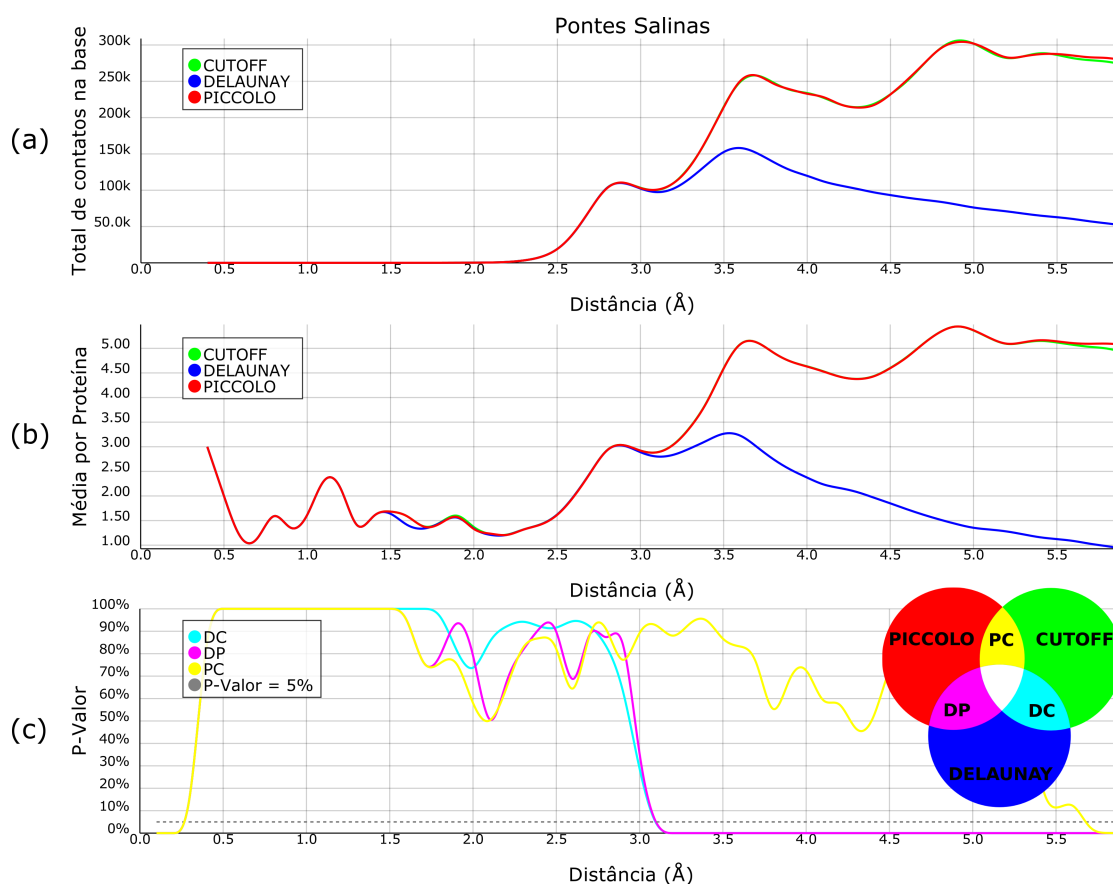 Pontes Salinas
(a)
Total de contatos na base
300k
250k
200k
150k
100k
50.0k
CUTOFF
DELAUNAY
PICCOLO
0.0 0.5 1.0 1.5 2.0 2.5 3.0 3.5 4.0 4.5 5.0 5.5
Distância (Å)
(b)
Média por Proteína
5.00
4.50
4.00
3.50
3.00
2.50
2.00
1.50
1.00
CUTOFF
DELAUNAY
PICCOLO
0.0 0.5 1.0 1.5 2.0 2.5 3.0 3.5 4.0 4.5 5.0 5.5
Distância (Å)
(c)
P-Valor
100%
90%
80%
70%
60%
50%
40%
30%
20%
10%
0%
DC
DP
PC
P-Valor = 5%
PICCOLO PC CUTOFF
DP DC
DELAUNAY
0.0 0.5 1.0 1.5 2.0 2.5 3.0 3.5 4.0 4.5 5.0 5.5
Distância (Å)